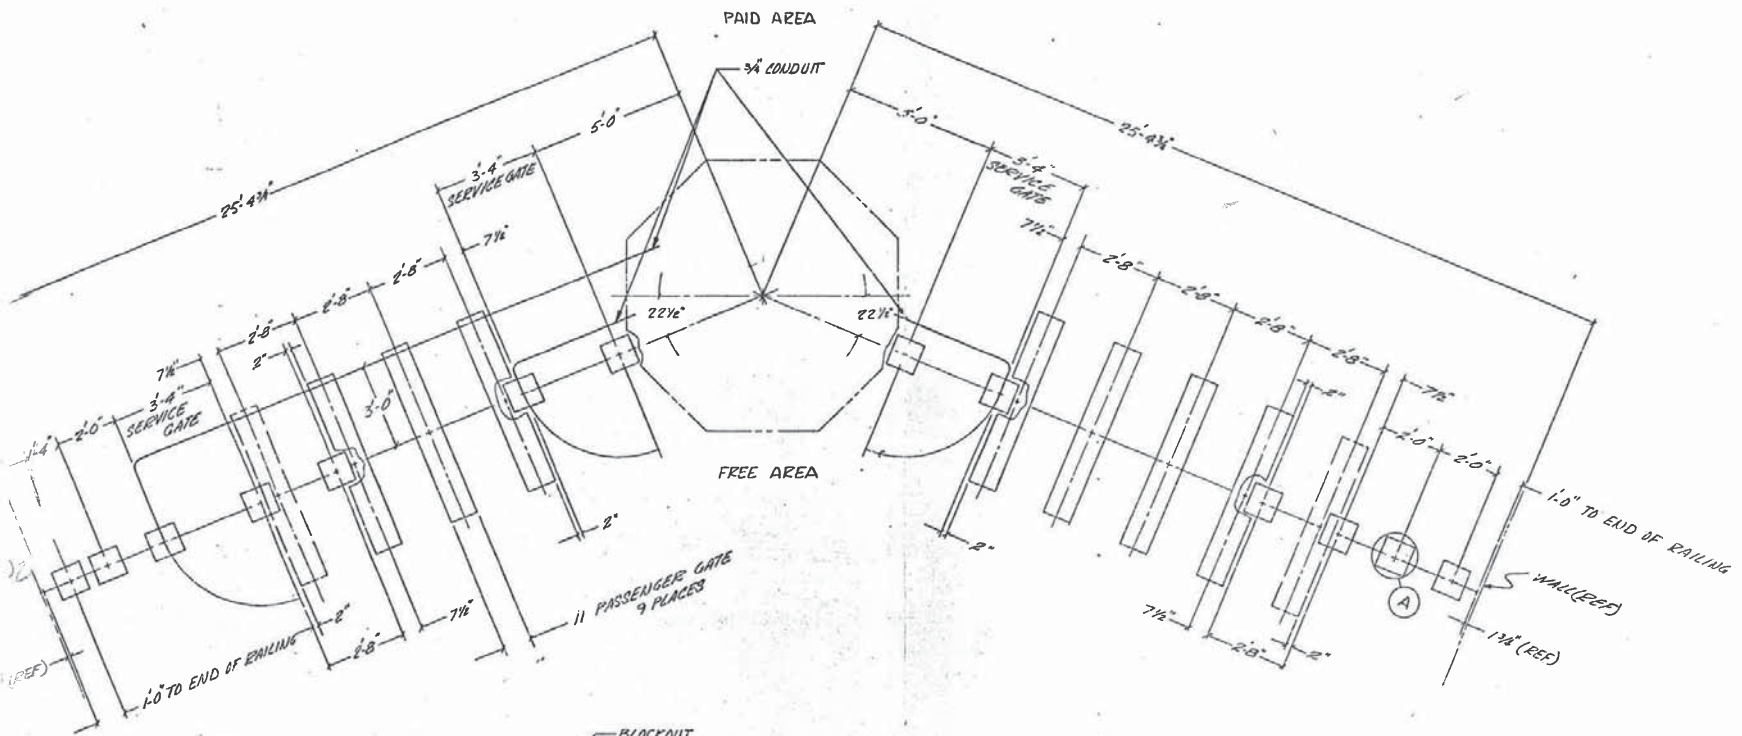 PAID AREA
3/4" CONDUIT
5'-0"
5'-0"
25'-4 3/4"
25'-4 3/4"
3'-4"
SERVICE GATE
3'-4"
SERVICE
GATE
7 1/2"
7 1/2"
2'-8"
2'-8"
2'-8"
2'-8"
2'-8"
2'-8"
2'-8"
22 1/2°
22 1/2°
2"
7 1/2"
3'-4"
SERVICE
GATE
2'-0"
1'-4"
3'-0"
2"
7 1/2"
2'-0"
2'-0"
FREE AREA
1'-0" TO END OF RAILING
2"
2"
WALL (REF)
A
11 PASSENGER GATE
9 PLACES
7 1/2"
2"
2'-8"
7 1/2"
2'-8"
2"
1 3/4" (REF)
1'-0" TO END OF RAILING
(REF)
BLOCKOUT